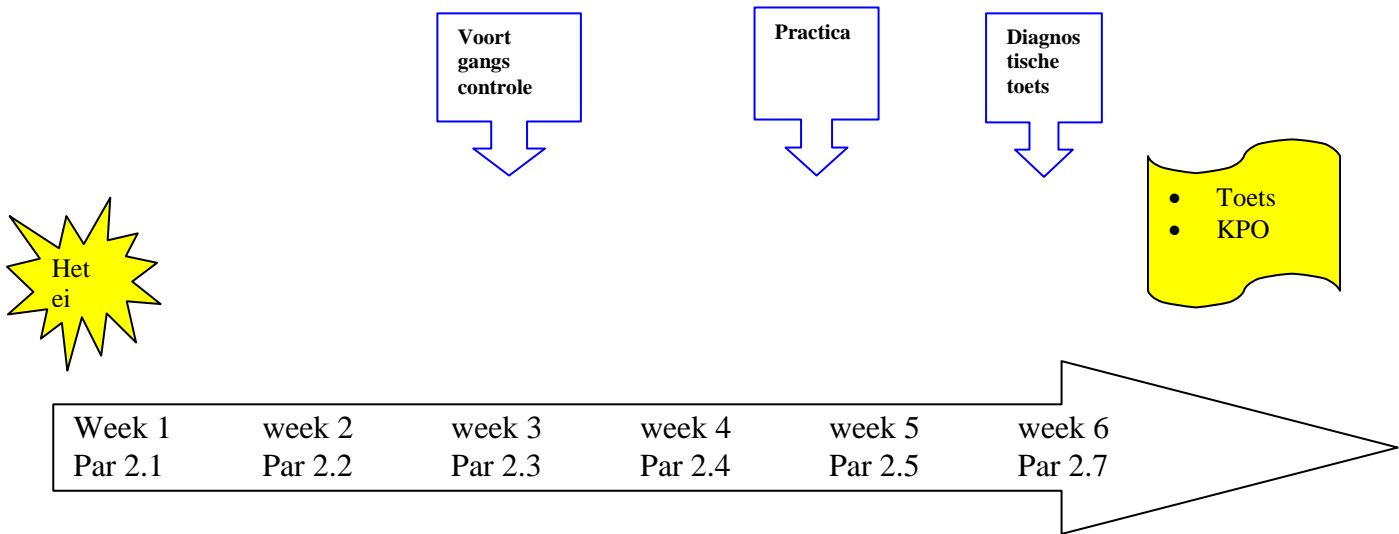 Voort
gangs
controle
Practica
Diagnos
tische
toets
• Toets
• KPO
Het
ei
Week 1 week 2 week 3 week 4 week 5 week 6
Par 2.1 Par 2.2 Par 2.3 Par 2.4 Par 2.5 Par 2.7